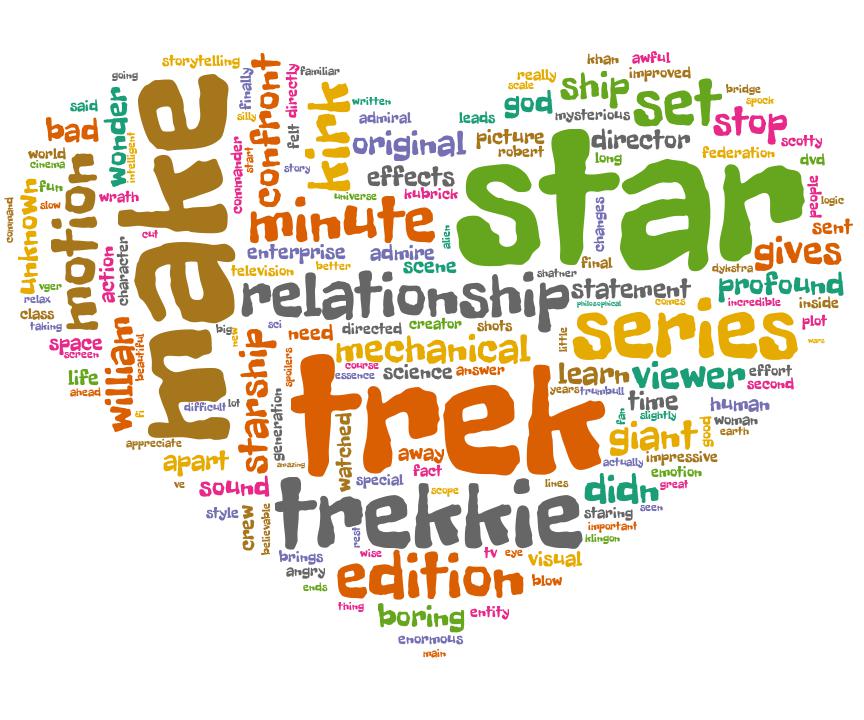 storytelling
going
finally
silly
confront
directly
familiar
felt
kirk
written
admiral
leads
khan
awful
really
improved
scale
ship
god
mysterious
set
bridge
spock
stop
scotty
said
bad
world
cinema
wonder
intelligent
make
commander
start
story
original
effects
universe
kubrick
picture
robert
director
long
federation
dvd
people
logic
star
command
unknown
fun
slow
motion
wrath
cut
action
character
minute
enterprise
admire
alien
scene
television
better
changes
final
shatner
sent
gives
dykstra
profound
incredible
inside
plot
wars
vger
relax
class
taking
space
screen
life
ahead
william
beautiful
fi
big
new
relationship
statement
philosophical
comes
series
little
sci
need
directed
creator
shots
mechanical
course
essence
science
answer
spoilers
starship
generation
learn
viewer
effort
second
years
trumbull
time
human
woman
earth
slightly
fan
good
giant
impressive
actually
emotion
great
difficult
lot
appreciate
apart
ve
sound
style
crew
believable
amazing
watched
trek
away
fact
special
scope
lines
didn
seen
staring
important
klingon
trekkie
rest
wise
tv
eye
visual
brings
angry
ends
edition
blow
thing
boring
entity
enormous
main